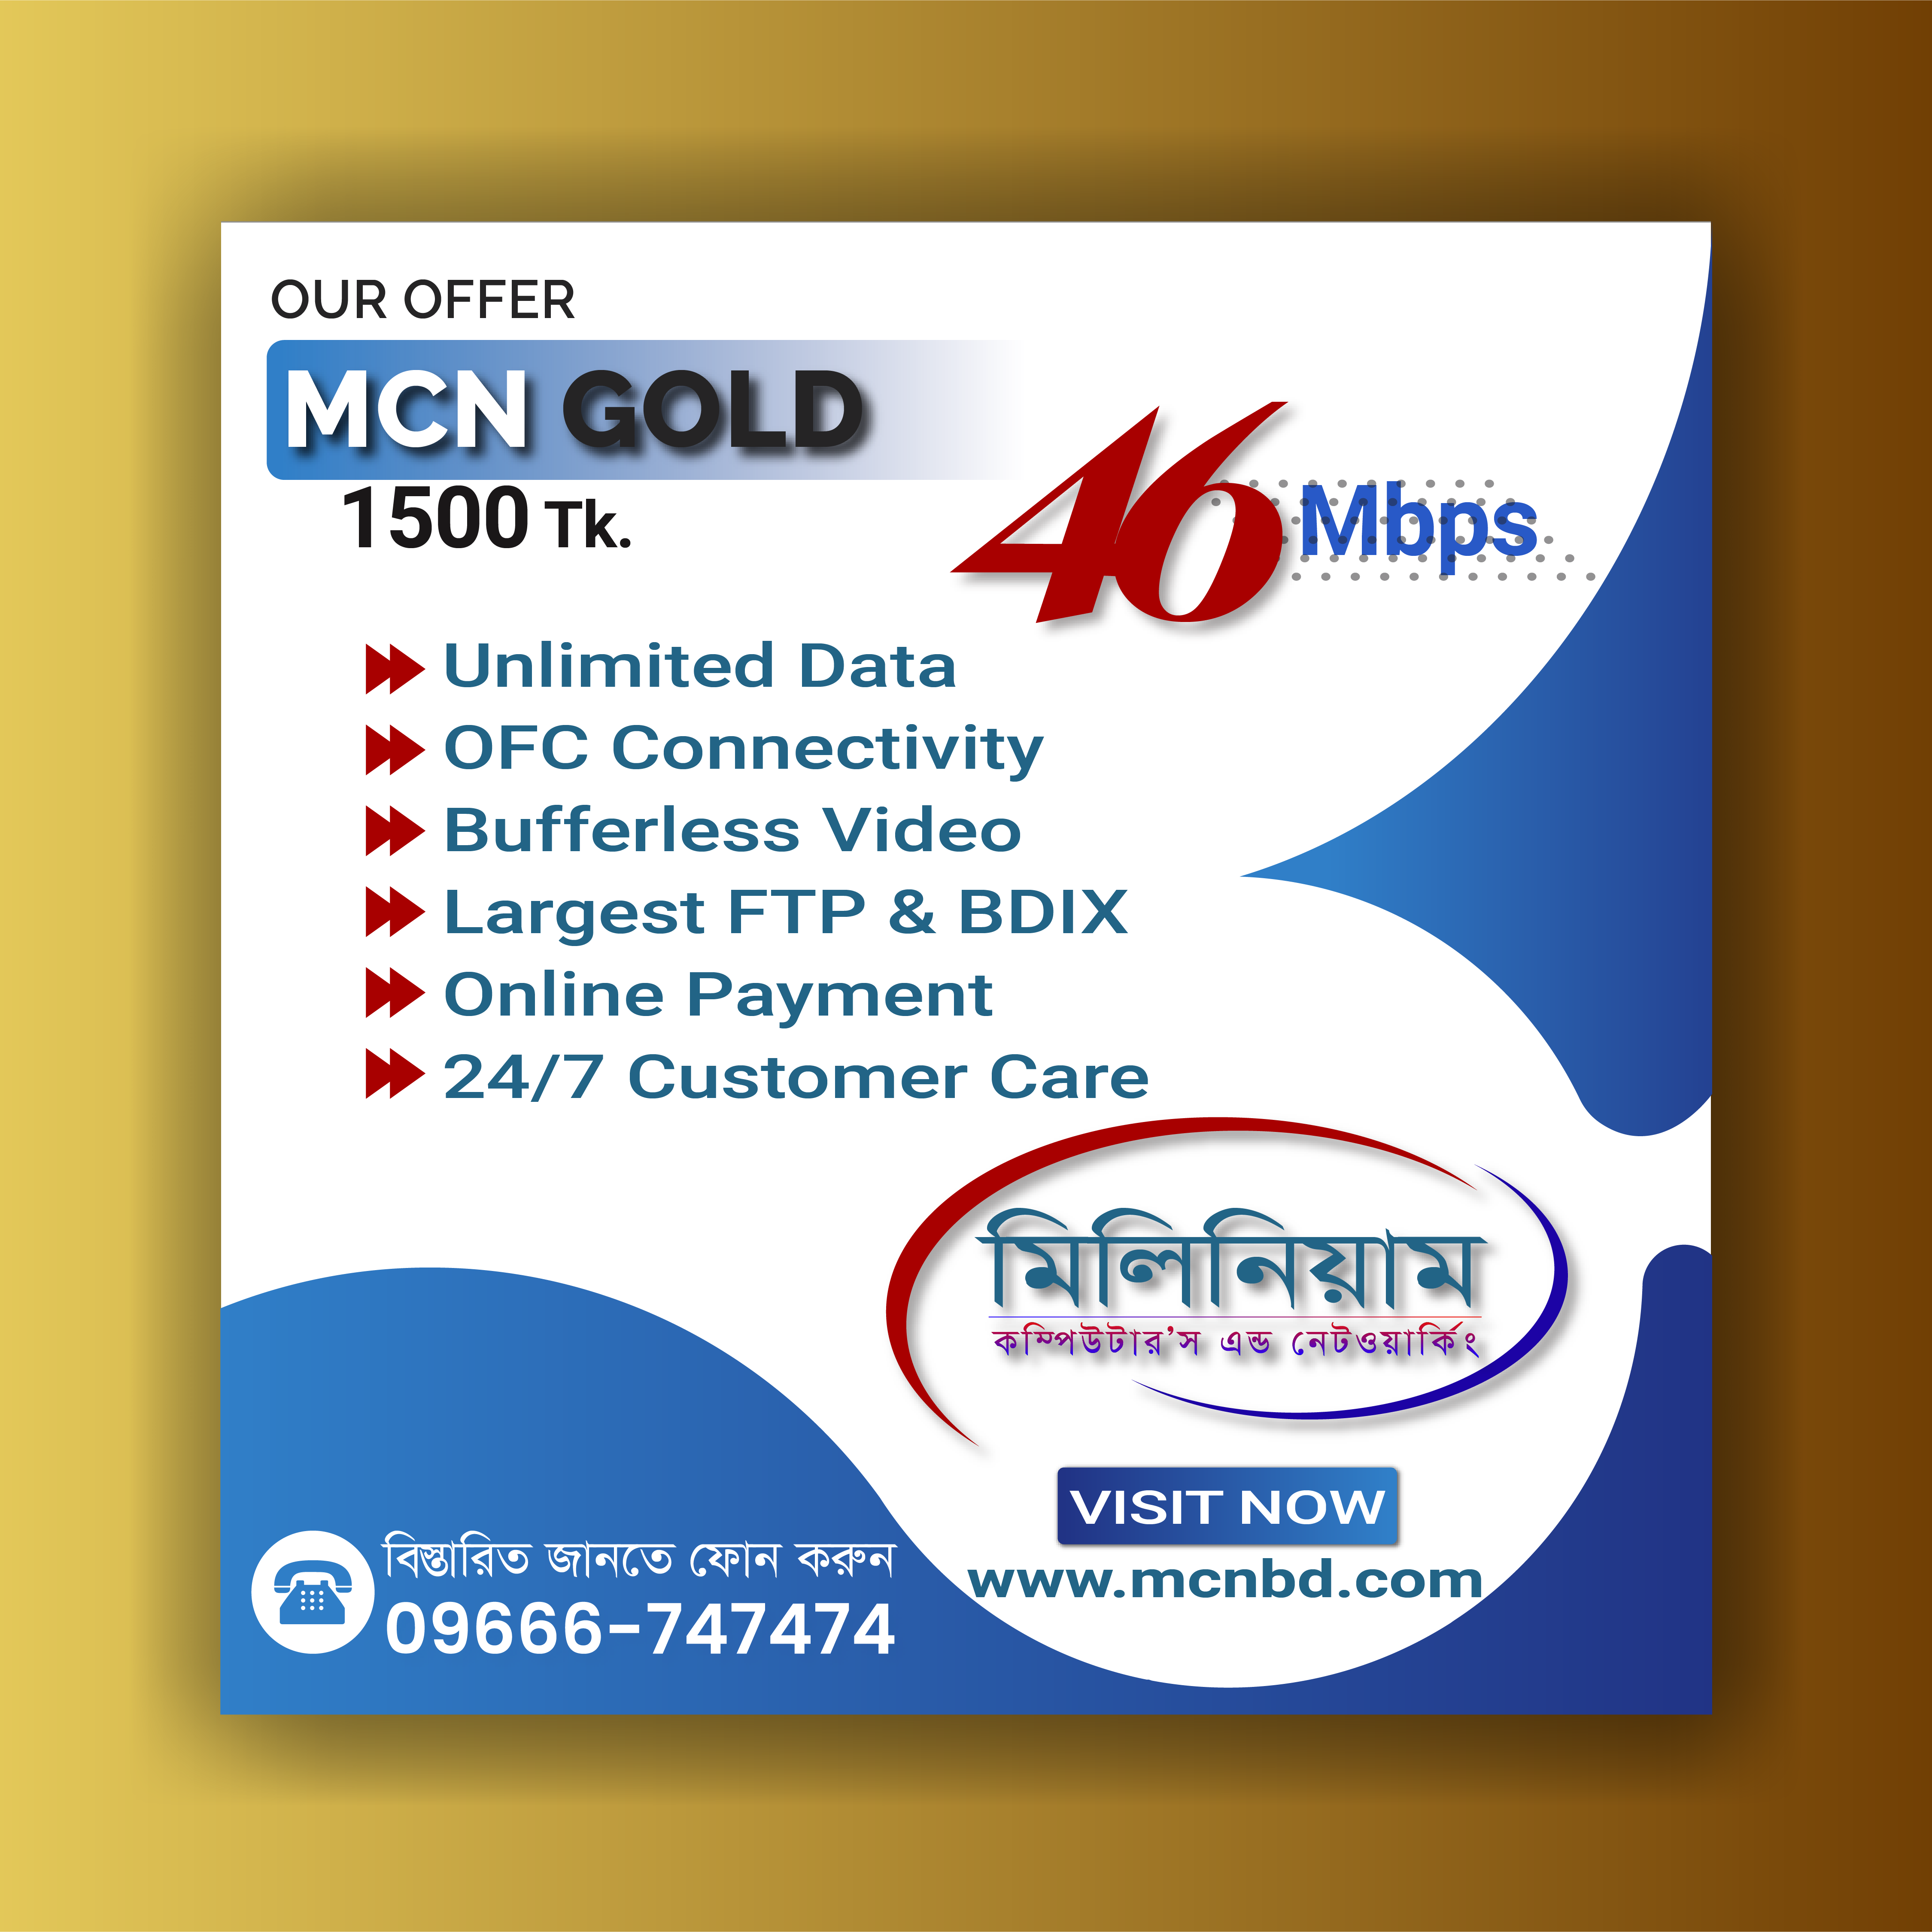 OUR OFFER
MCN GOLD
1500 Tk.
46 Mbps
Unlimited Data
OFC Connectivity
Bufferless Video
Largest FTP & BDIX
Online Payment
24/7 Customer Care
মিলিনিয়াম
কম্পিউটার’স এন্ড নেটওয়ার্কিং
VISIT NOW
www.mcnbd.com
বিস্তারিত জানতে ফোন করুন
09666-747474